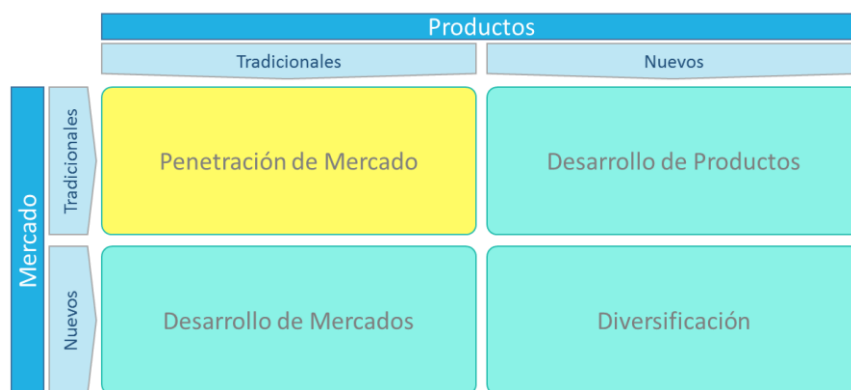 Productos
Tradicionales
Nuevos
Mercado
Tradicionales
Penetración de Mercado
Desarrollo de Productos
Nuevos
Desarrollo de Mercados
Diversificación